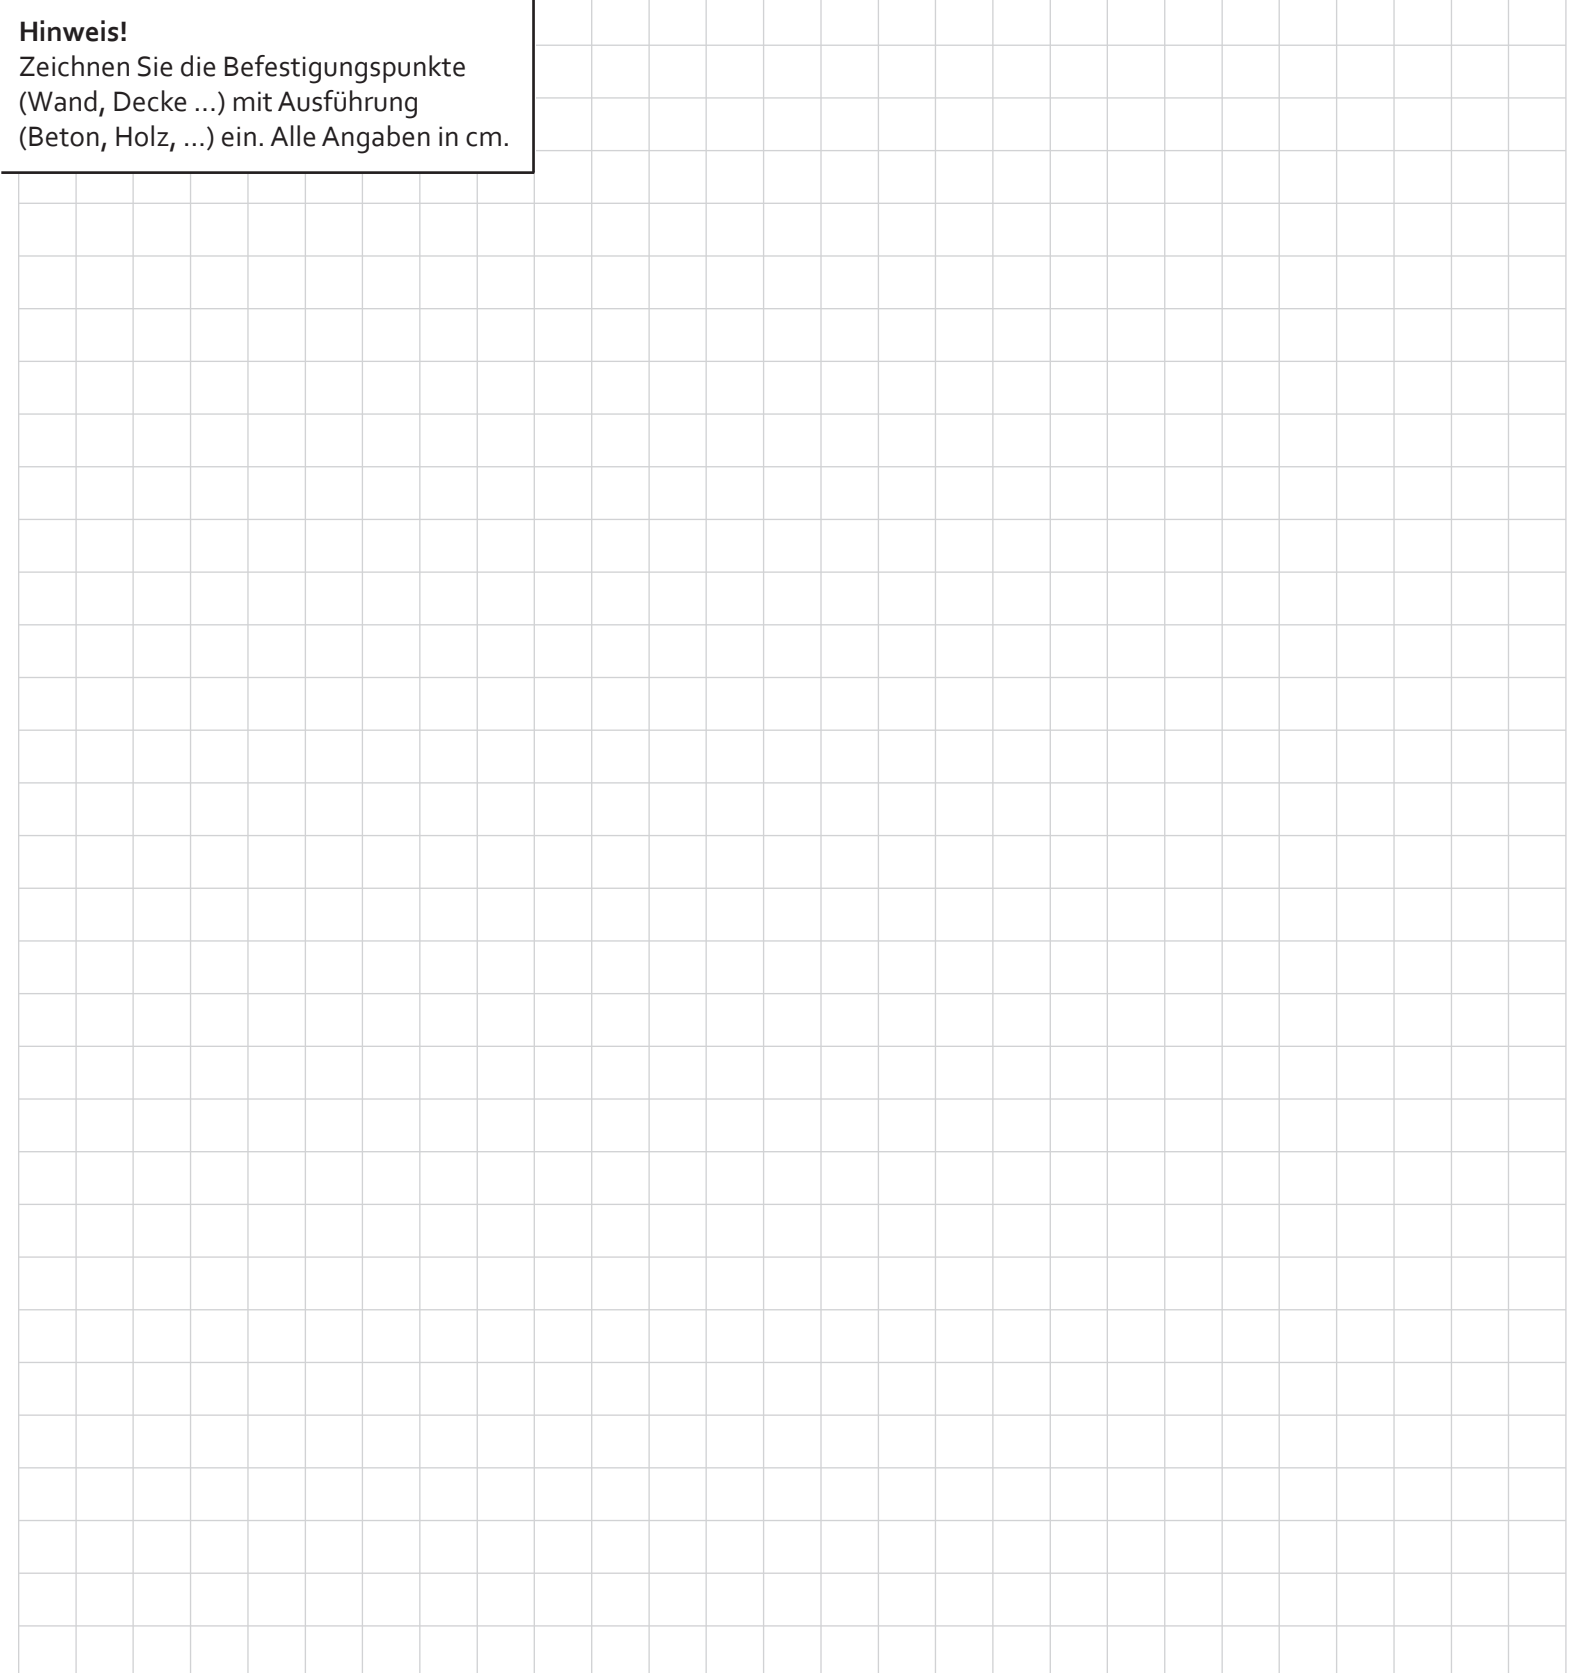 Hinweis!
Zeichnen Sie die Befestigungspunkte
(Wand, Decke ...) mit Ausführung
(Beton, Holz, ...) ein. Alle Angaben in cm.